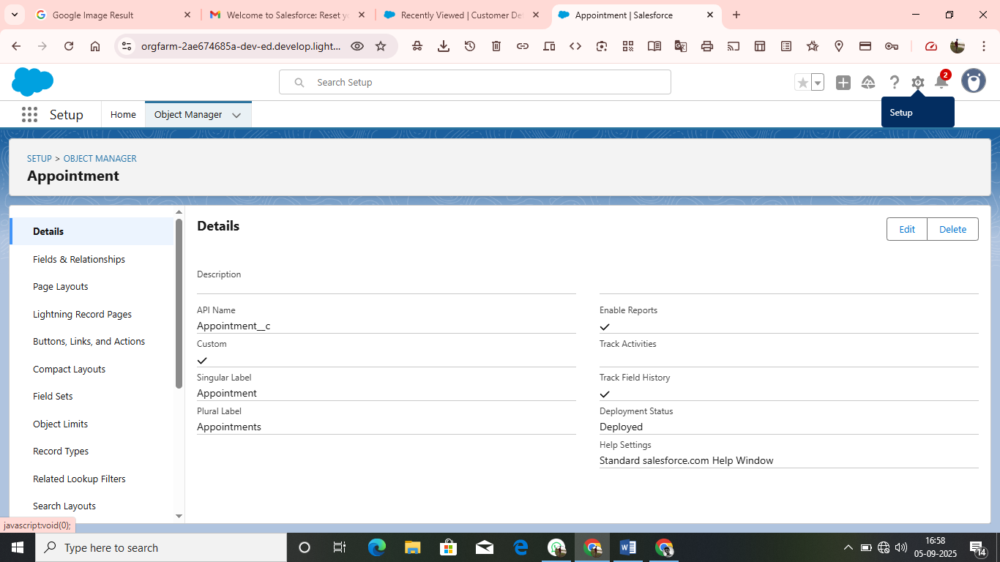 Google Image Result
Welcome to Salesforce: Reset y
Recently Viewed | Customer De
Appointment | Salesforce
orgfarm-2ae674685a-dev-ed.develop.light...
Search Setup
2
Setup
Home
Object Manager
Setup
SETUP > OBJECT MANAGER
Appointment
Details
Fields & Relationships
Page Layouts
Lightning Record Pages
Buttons, Links, and Actions
Compact Layouts
Field Sets
Object Limits
Record Types
Related Lookup Filters
Search Layouts
Details
Edit
Delete
Description
API Name
Appointment__c
Custom
Singular Label
Appointment
Plural Label
Appointments
Enable Reports
Track Activities
Track Field History
Deployment Status
Deployed
Help Settings
Standard salesforce.com Help Window
javascript:void(0);
Type here to search
16:58
05-09-2025
14